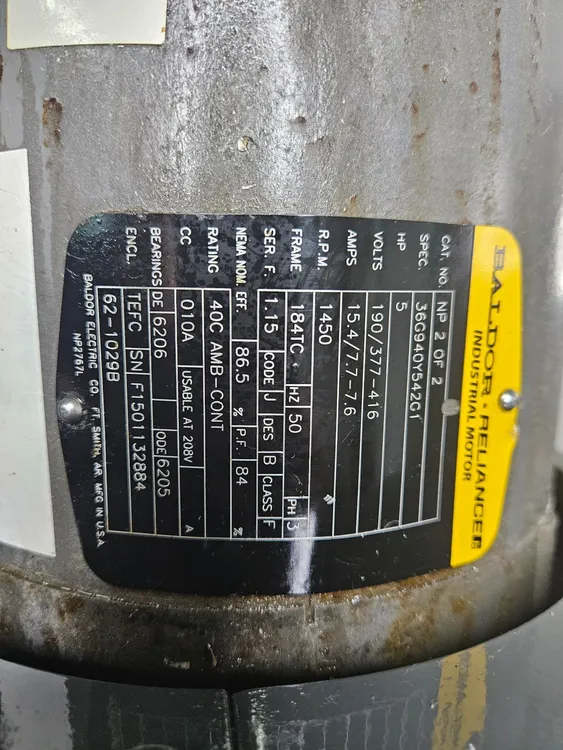 BALDOR • RELIANCER
INDUSTRIAL MOTOR
CAT. NO. NP 2 OF 2
SPEC. 36G940Y542G1
HP 5
VOLTS 190/377-416
AMPS 15.4/7.7-7.6
R.P.M. 1450
FRAME 184TC HZ 50 PH 3
SER. F. 1.15 CODE J DES B CLASS F
NEMA NOM. EFF. 86.5 % P.F. 84 %
RATING 40C AMB-CONT
CC 010A USABLE AT 208V A
BEARINGS DE 6206 ODE 6205
ENCL. TEFC SN F1501132884
62-1029B
BALDOR ELECTRIC CO. FT. SMITH, AR. MFG IN U.S.A.
NP2767L